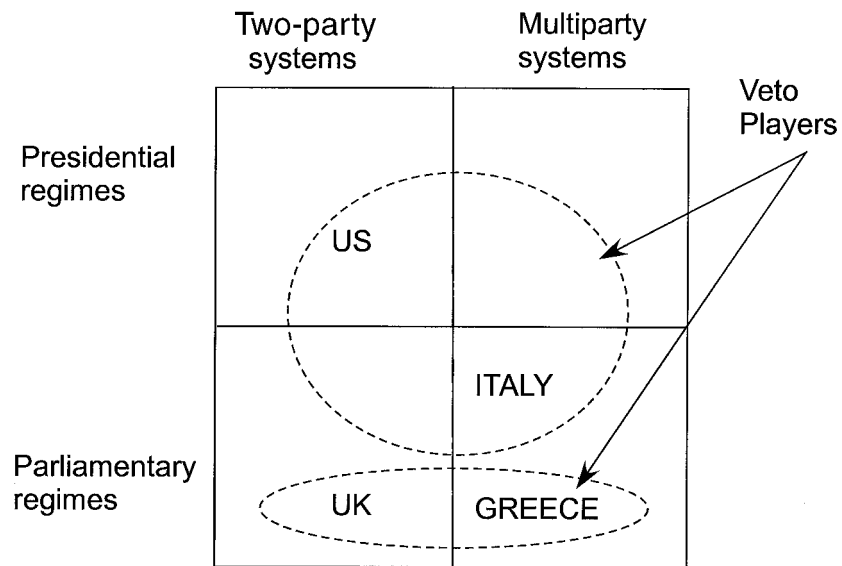 Two-party
systems
Multiparty
systems
Veto
Players
Presidential
regimes
US
ITALY
Parliamentary
regimes
UK
GREECE